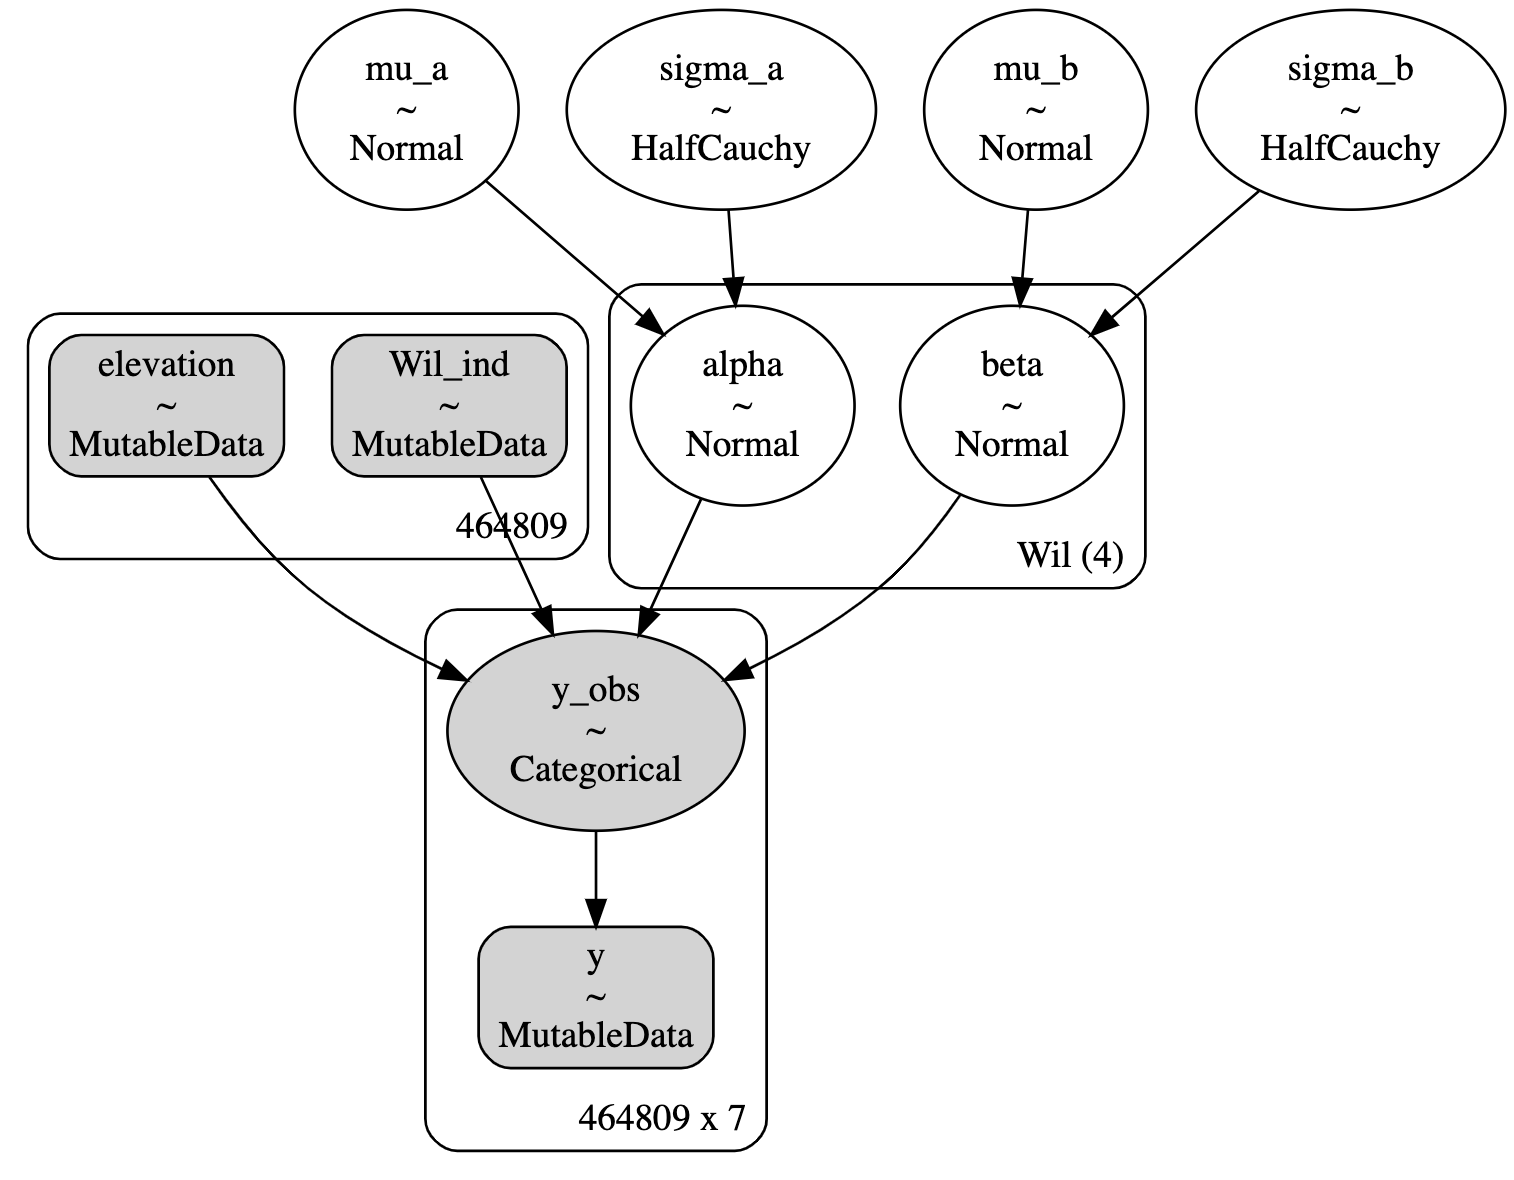 mu_a
~
Normal
sigma_a
~
HalfCauchy
mu_b
~
Normal
sigma_b
~
HalfCauchy
elevation
~
MutableData
Wil_ind
~
MutableData
464809
alpha
~
Normal
beta
~
Normal
Wil (4)
y_obs
~
Categorical
y
~
MutableData
464809 x 7